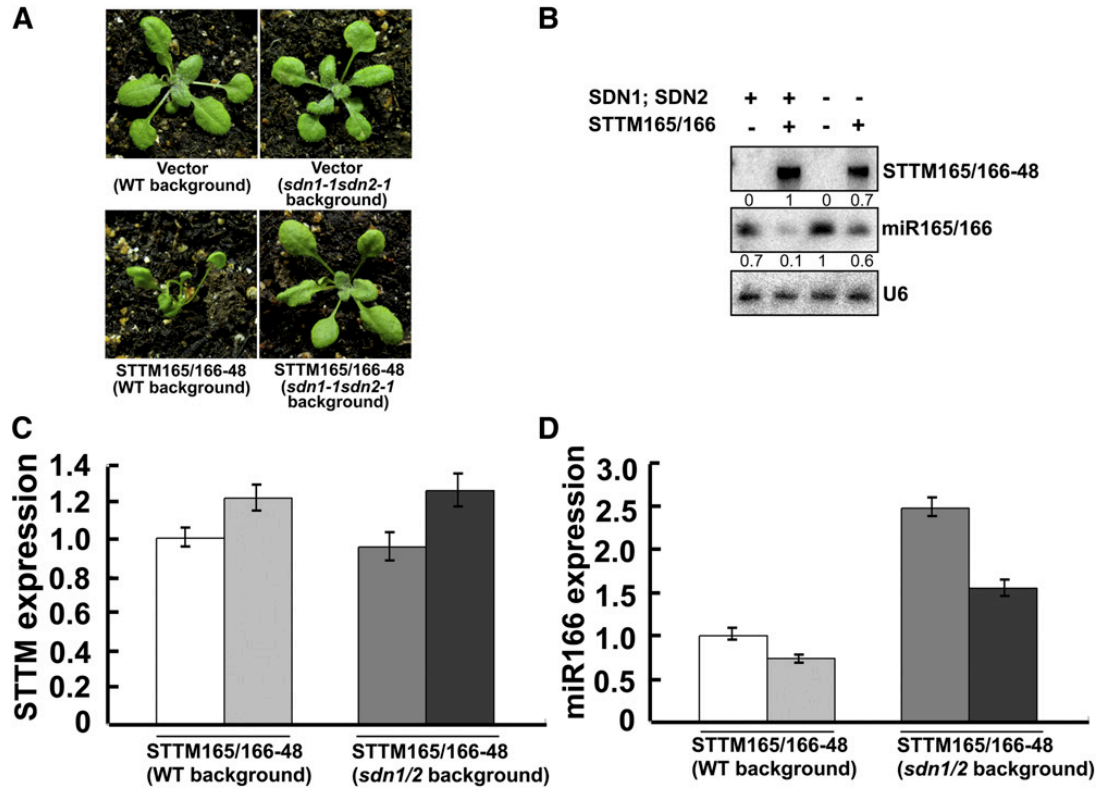 A
Vector
(WT background)
Vector
(sdn1-1sdn2-1
background)
STTM165/166-48
(WT background)
STTM165/166-48
(sdn1-1sdn2-1
background)
B
SDN1; SDN2 + + - -
STTM165/166 - + - +
STTM165/166-48
0 1 0 0.7
miR165/166
0.7 0.1 1 0.6
U6
C
STTM expression
1.4
1.2
1.0
0.8
0.6
0.4
0.2
0
STTM165/166-48
(WT background)
STTM165/166-48
(sdn1/2 background)
D
miR166 expression
3.0
2.5
2.0
1.5
1.0
0.5
0
STTM165/166-48
(WT background)
STTM165/166-48
(sdn1/2 background)